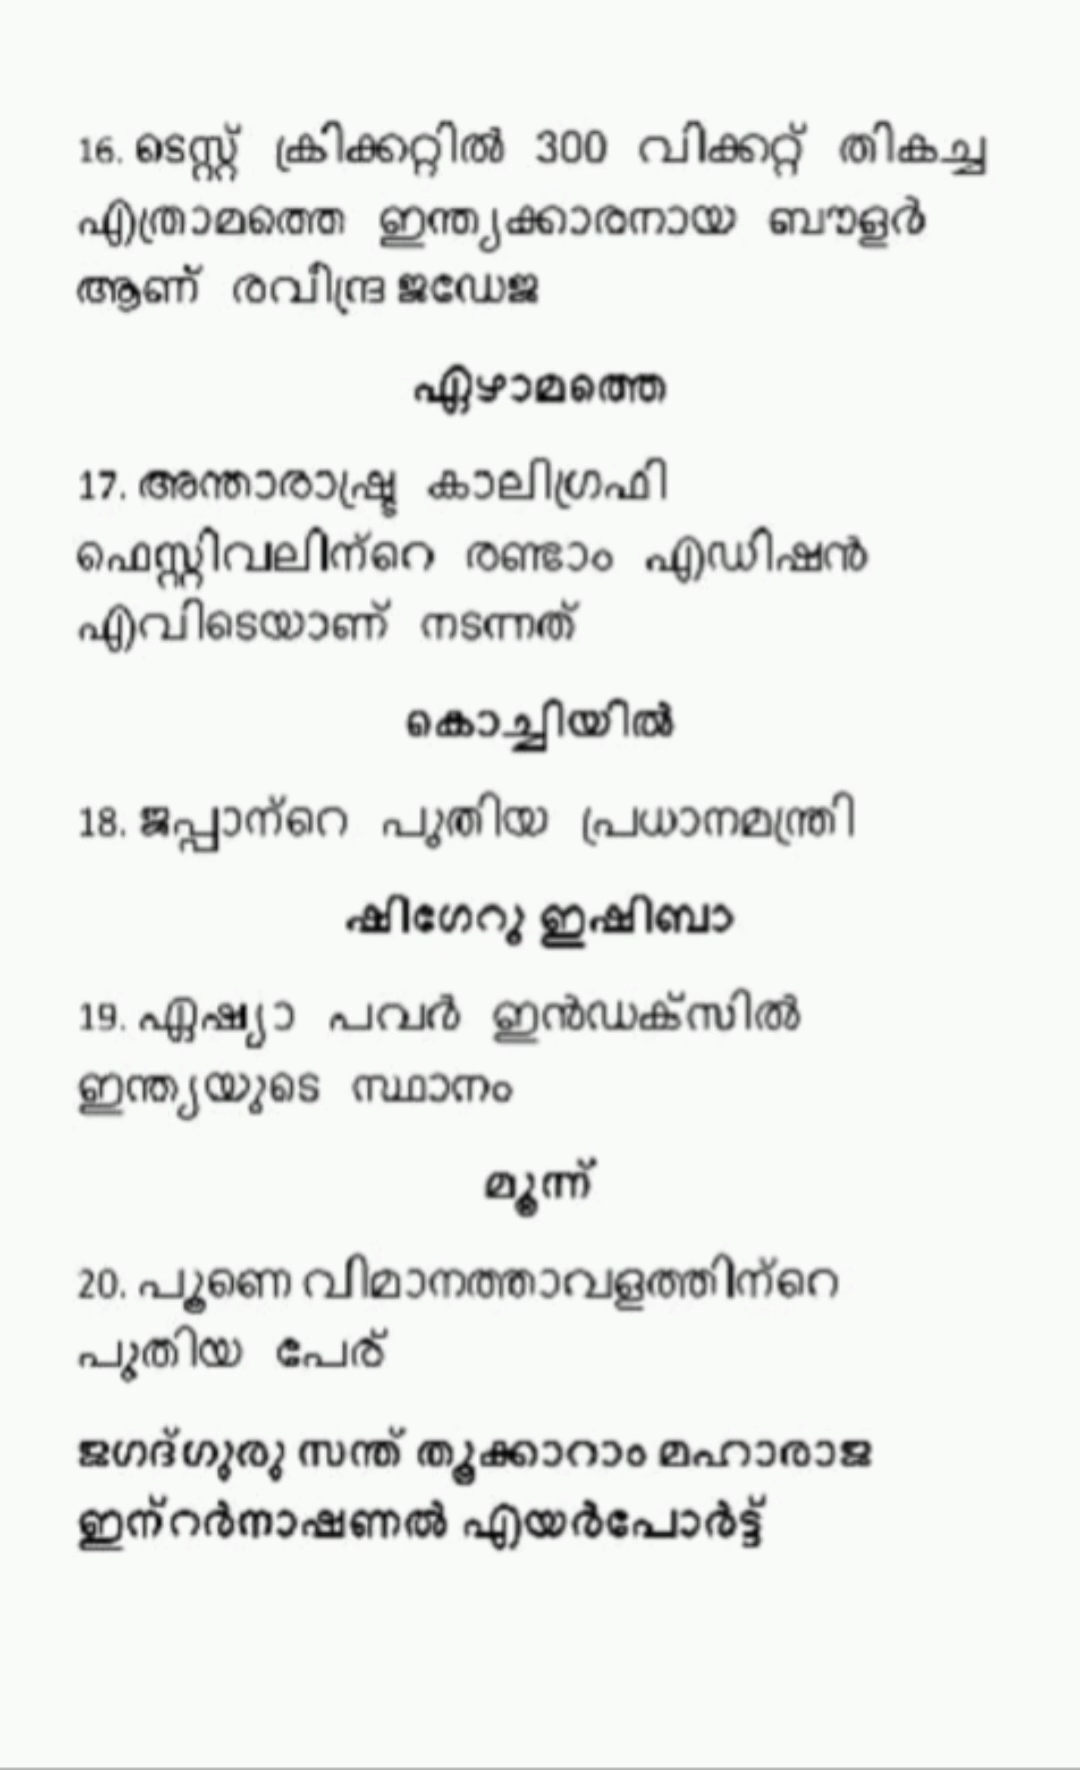 16. ടെസ്റ്റ് ക്രിക്കറ്റിൽ 300 വിക്കറ്റ് തികച്ച
എത്രാമത്തെ ഇന്ത്യക്കാരനായ ബൗളർ
ആണ് രവീന്ദ്ര ജഡേജ
ഏഴാമത്തെ
17. അന്താരാഷ്ട്ര കാലിഗ്രഫി
ഫെസ്റ്റിവലിന്റെ രണ്ടാം എഡിഷൻ
എവിടെയാണ് നടന്നത്
കൊച്ചിയിൽ
18. ജപ്പാന്റെ പുതിയ പ്രധാനമന്ത്രി
ഷിഗേറു ഇഷിബാ
19. ഏഷ്യാ പവർ ഇൻഡക്സിൽ
ഇന്ത്യയുടെ സ്ഥാനം
മൂന്ന്
20. പൂണെ വിമാനത്താവളത്തിന്റെ
പുതിയ പേര്
ജഗദ്ഗുരു സന്ത് തൂക്കാറാം മഹാരാജ
ഇന്റർനാഷണൽ എയർപോർട്ട്